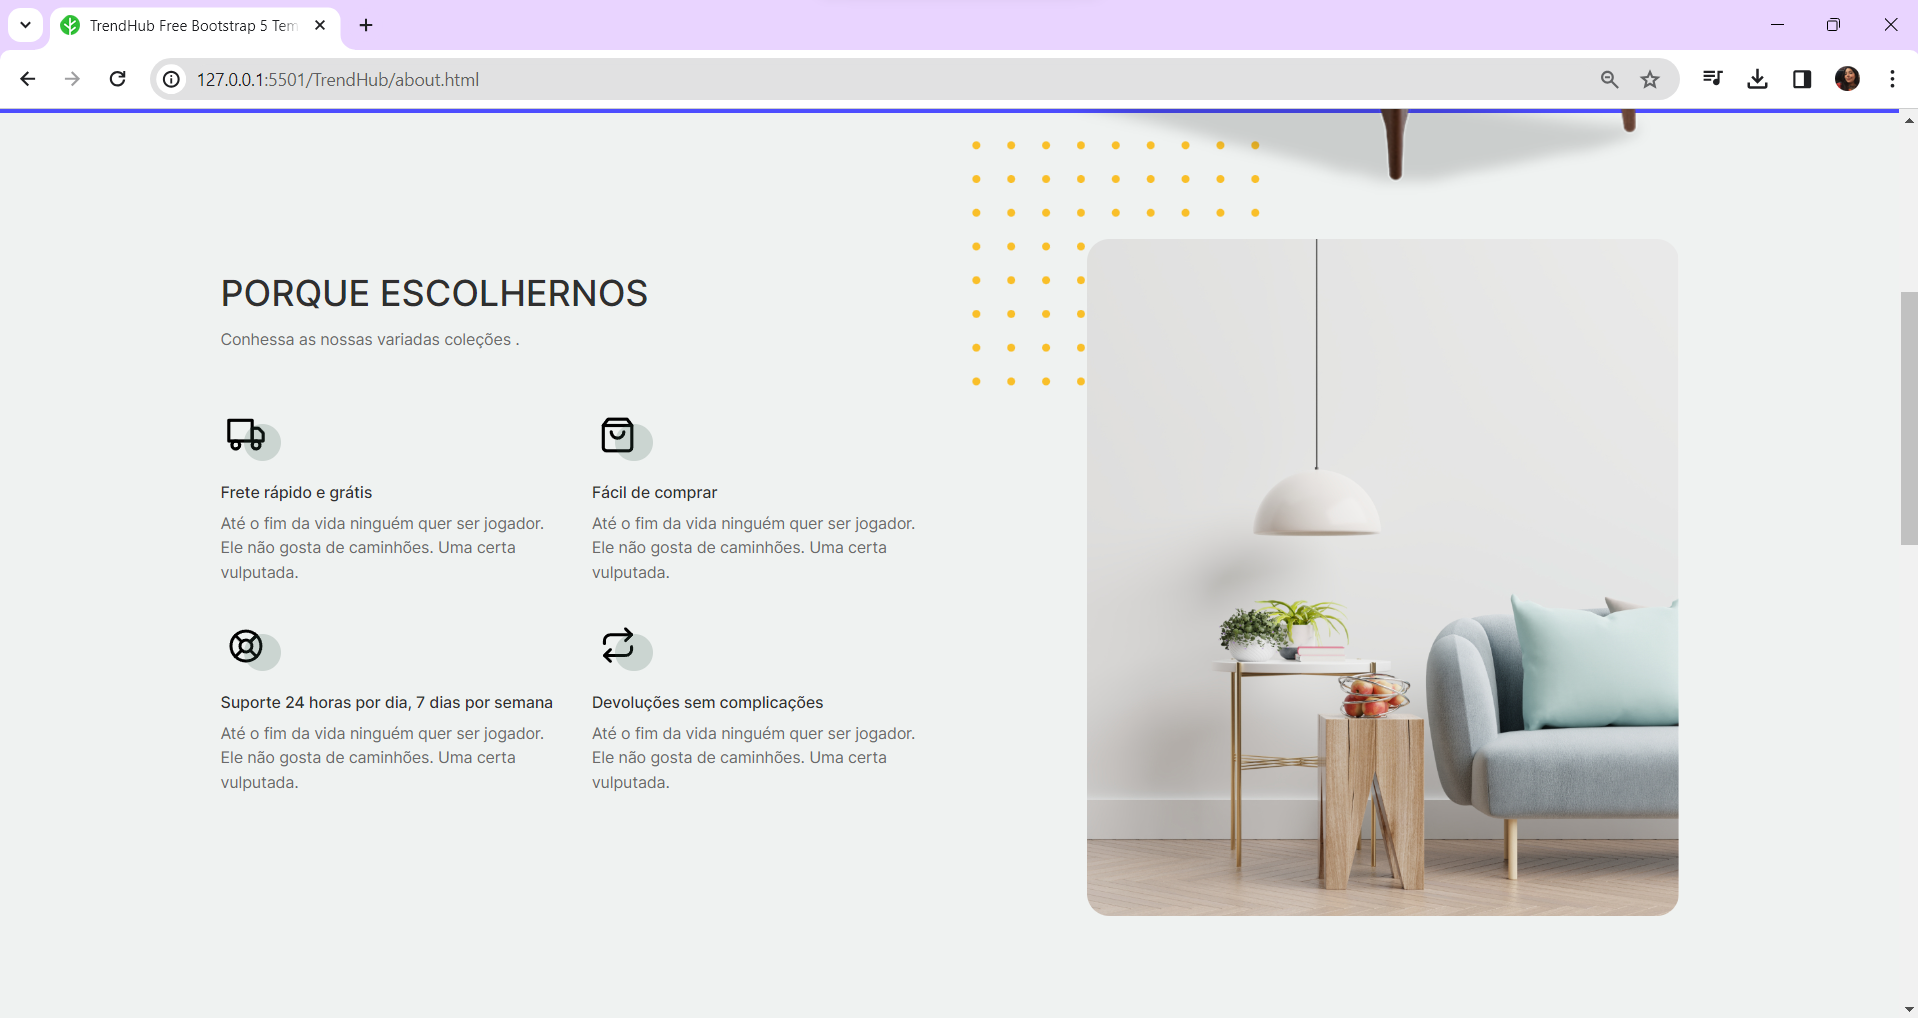 TrendHub Free Bootstrap 5 Tem
127.0.0.1:5501/TrendHub/about.html
PORQUE ESCOLHERNOS
Conhessa as nossas variadas coleções .
Frete rápido e grátis
Até o fim da vida ninguém quer ser jogador.
Ele não gosta de caminhões. Uma certa
vulputada.
Fácil de comprar
Até o fim da vida ninguém quer ser jogador.
Ele não gosta de caminhões. Uma certa
vulputada.
Suporte 24 horas por dia, 7 dias por semana
Até o fim da vida ninguém quer ser jogador.
Ele não gosta de caminhões. Uma certa
vulputada.
Devoluções sem complicações
Até o fim da vida ninguém quer ser jogador.
Ele não gosta de caminhões. Uma certa
vulputada.